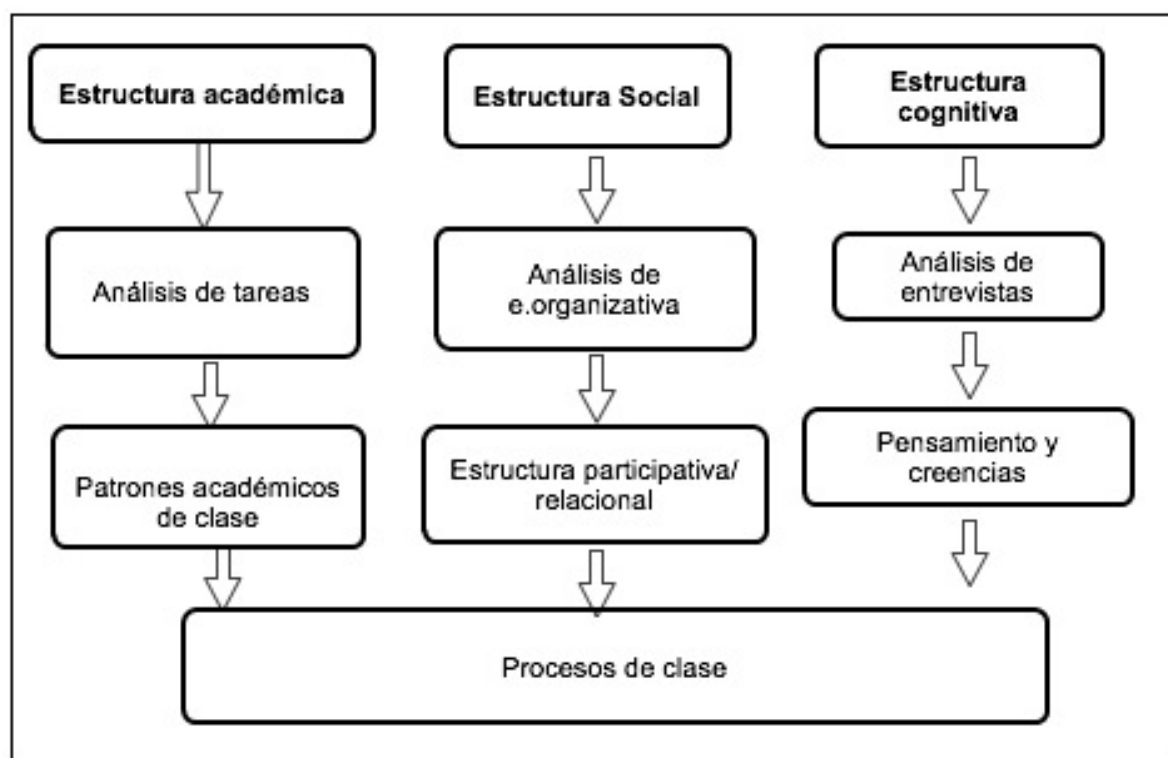 Estructura académica
Estructura Social
Estructura
cognitiva
Análisis de tareas
Análisis de
e.organizativa
Análisis de
entrevistas
Patrones académicos
de clase
Estructura participativa/
relacional
Pensamiento y
creencias
Procesos de clase